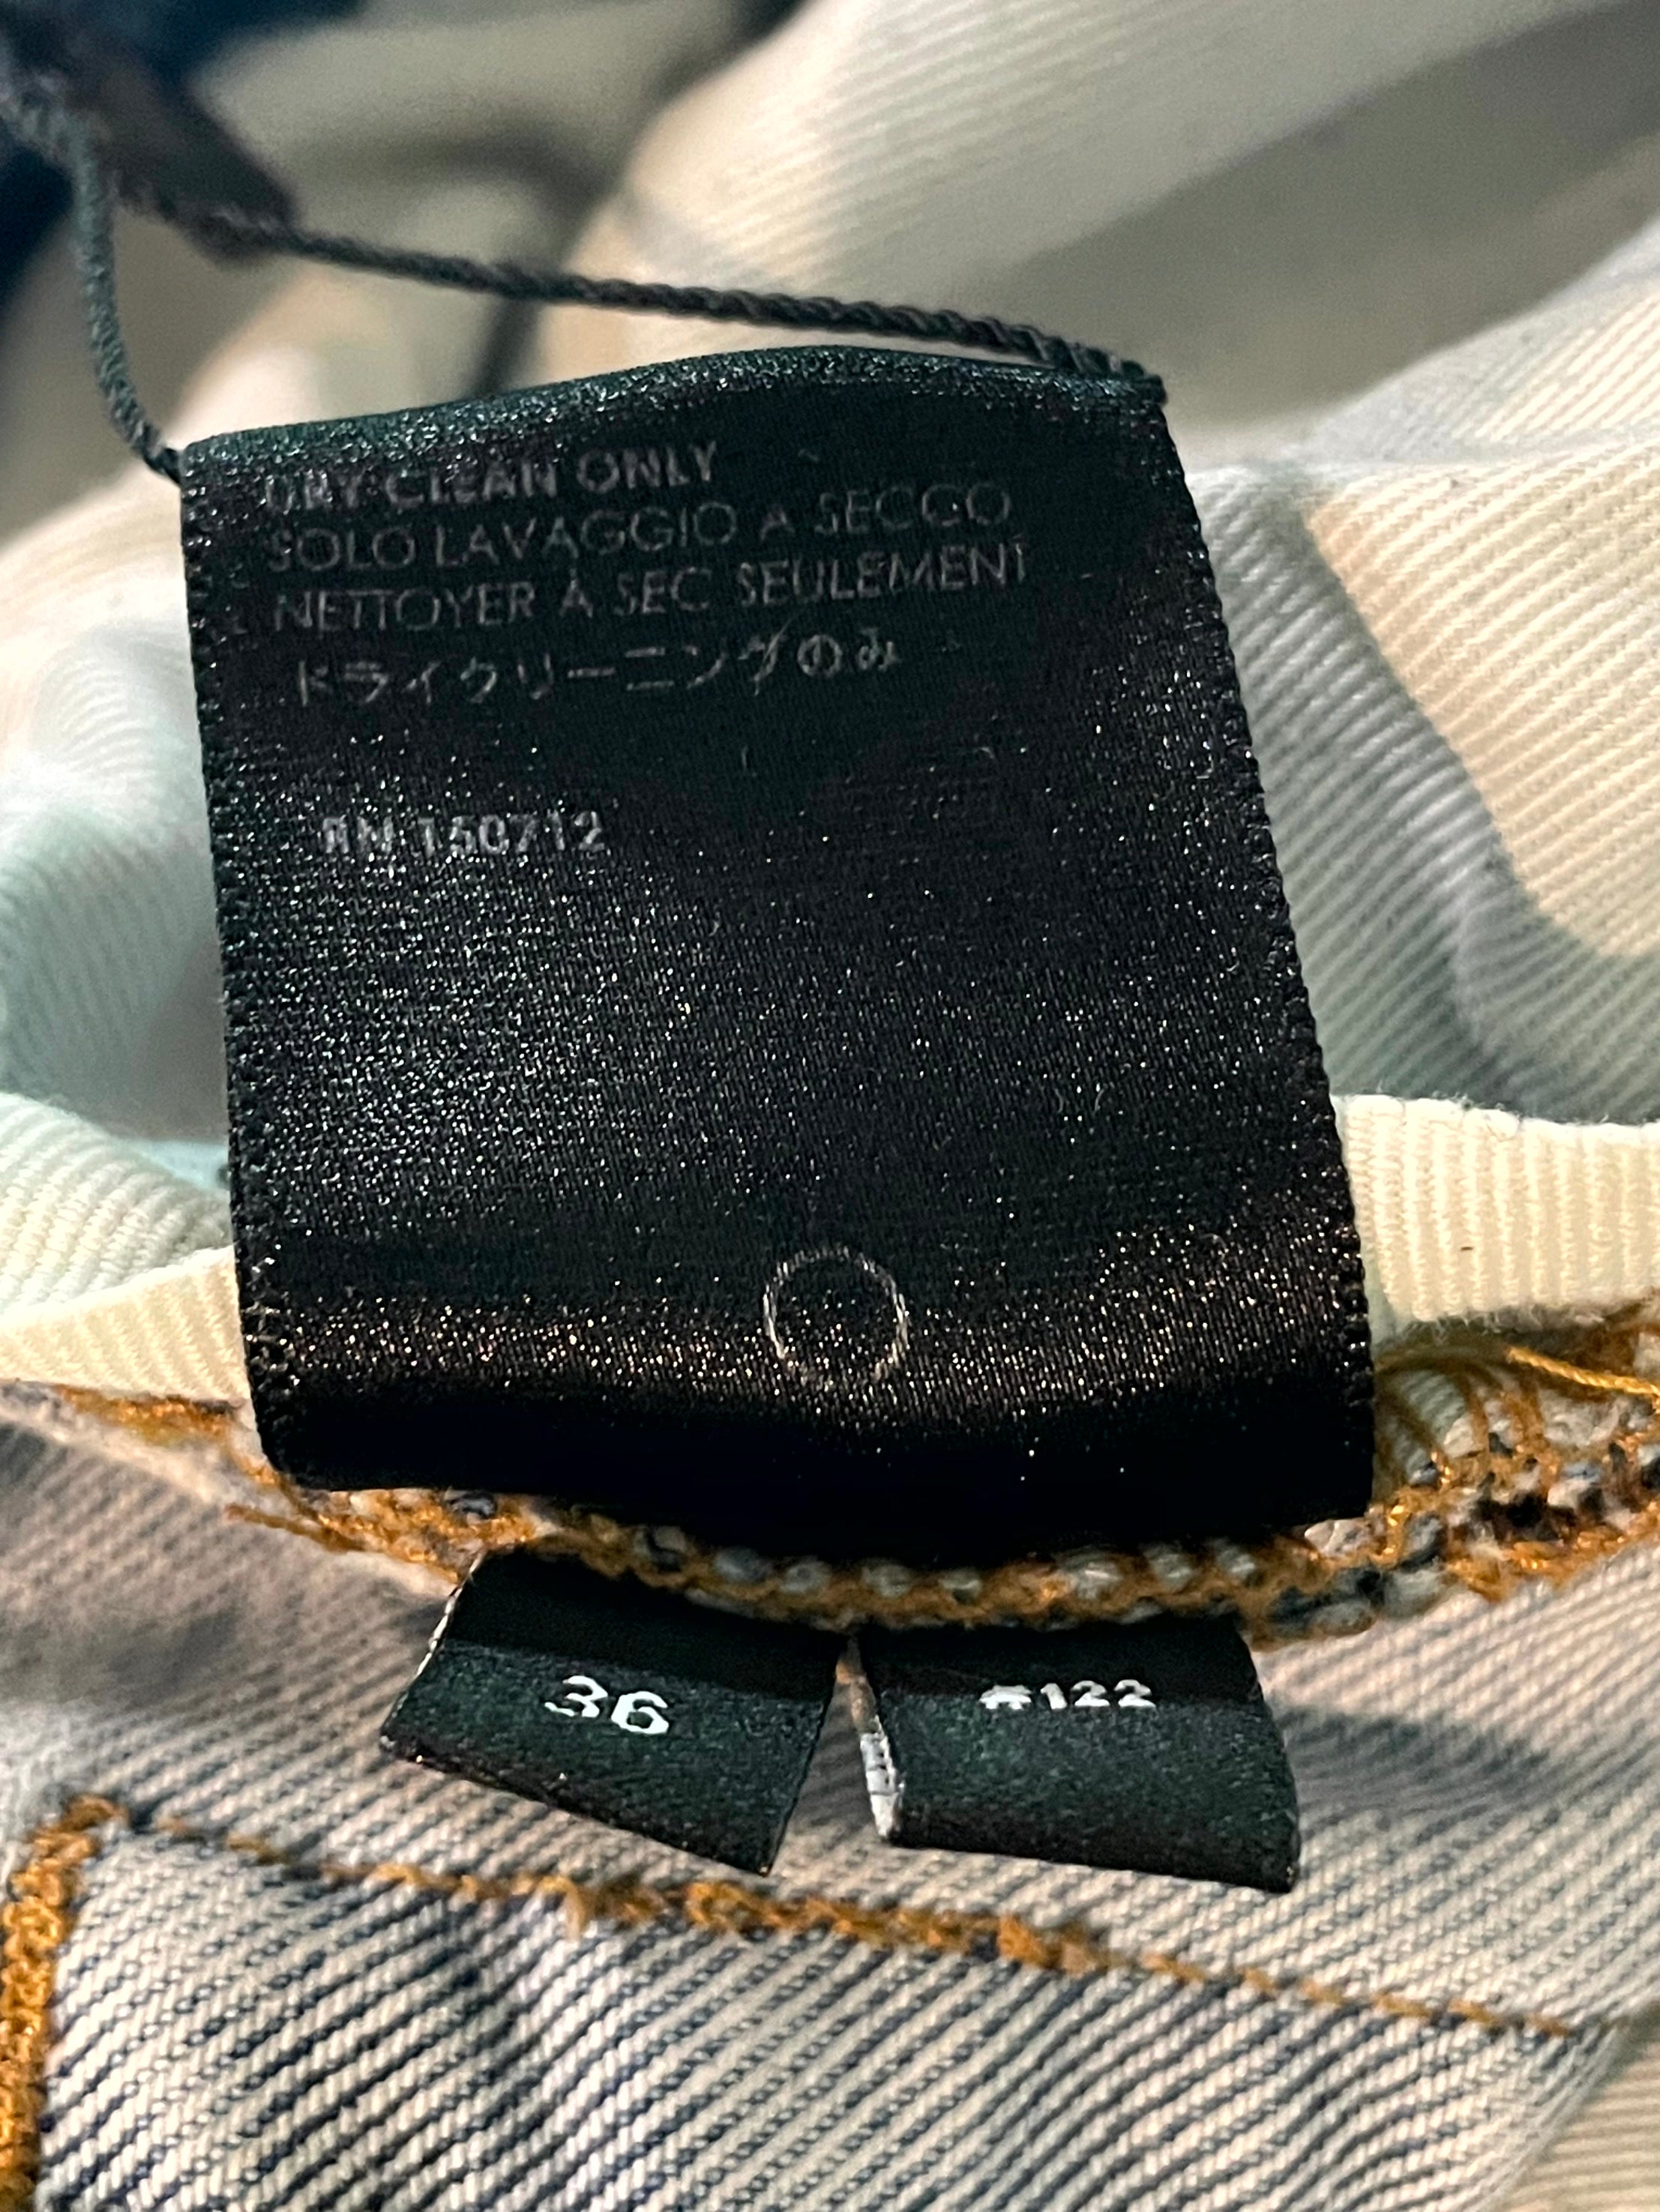 DRY CLEAN ONLY
SOLO LAVAGGIO A SECCO
NETTOYER À SEC SEULEMENT
ドライクリーニングのみ
RN 150712
36
#122